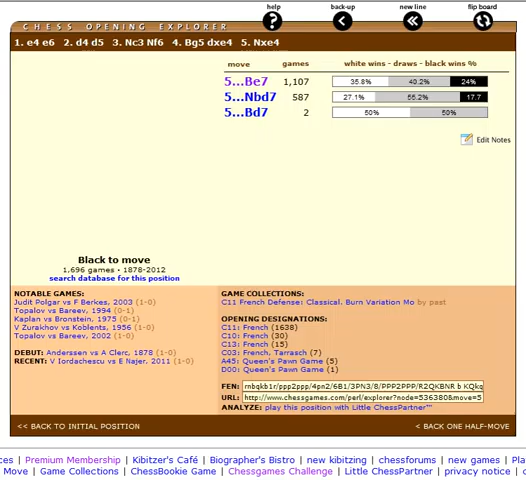 help back-up new line flip board
CHESS OPENING EXPLORER
1. e4 e6 2. d4 d5 3. Nc3 Nf6 4. Bg5 dxe4 5. Nxe4
move games white wins - draws - black wins %
5...Be7 1,107 35.8% 40.2% 24%
5...Nbd7 587 27.1% 55.2% 17.7
5...Bd7 2 50% 50%
Edit Notes
Black to move
1,696 games • 1878-2012
search database for this position
NOTABLE GAMES:
Judit Polgar vs F Berkes, 2003 (1-0)
Topalov vs Bareev, 1994 (1-0)
Kaplan vs Bronstein, 1975 (0-1)
V Zurakhov vs Koblents, 1956 (1-0)
Topalov vs Bareev, 2002 (1-0)
DEBUT: Anderssen vs A Clerc, 1878 (1-0)
RECENT: V Iordachescu vs E Najer, 2011 (1-0)
GAME COLLECTIONS:
C11 French Defense: Classical. Burn Variation Mo by past
OPENING DESIGNATIONS:
C11: French (1638)
C10: French (30)
C13: French (15)
C03: French, Tarrasch (7)
A45: Queen's Pawn Game (5)
D00: Queen's Pawn Game (1)
FEN: rnbqkb1r/ppp2ppp/4pn2/6B1/3PN3/8/PPP2PPP/R2QKBNR b KQkq
URL: http://www.chessgames.com/perl/explorer?node=536380&move=5
ANALYZE: play this position with Little ChessPartner™
<< BACK TO INITIAL POSITION < BACK ONE HALF-MOVE
ces | Premium Membership | Kibitzer's Café | Biographer's Bistro | new kibitzing | chessforums | new games | Pla
Move | Game Collections | ChessBookie Game | Chessgames Challenge | Little ChessPartner | privacy notice | c